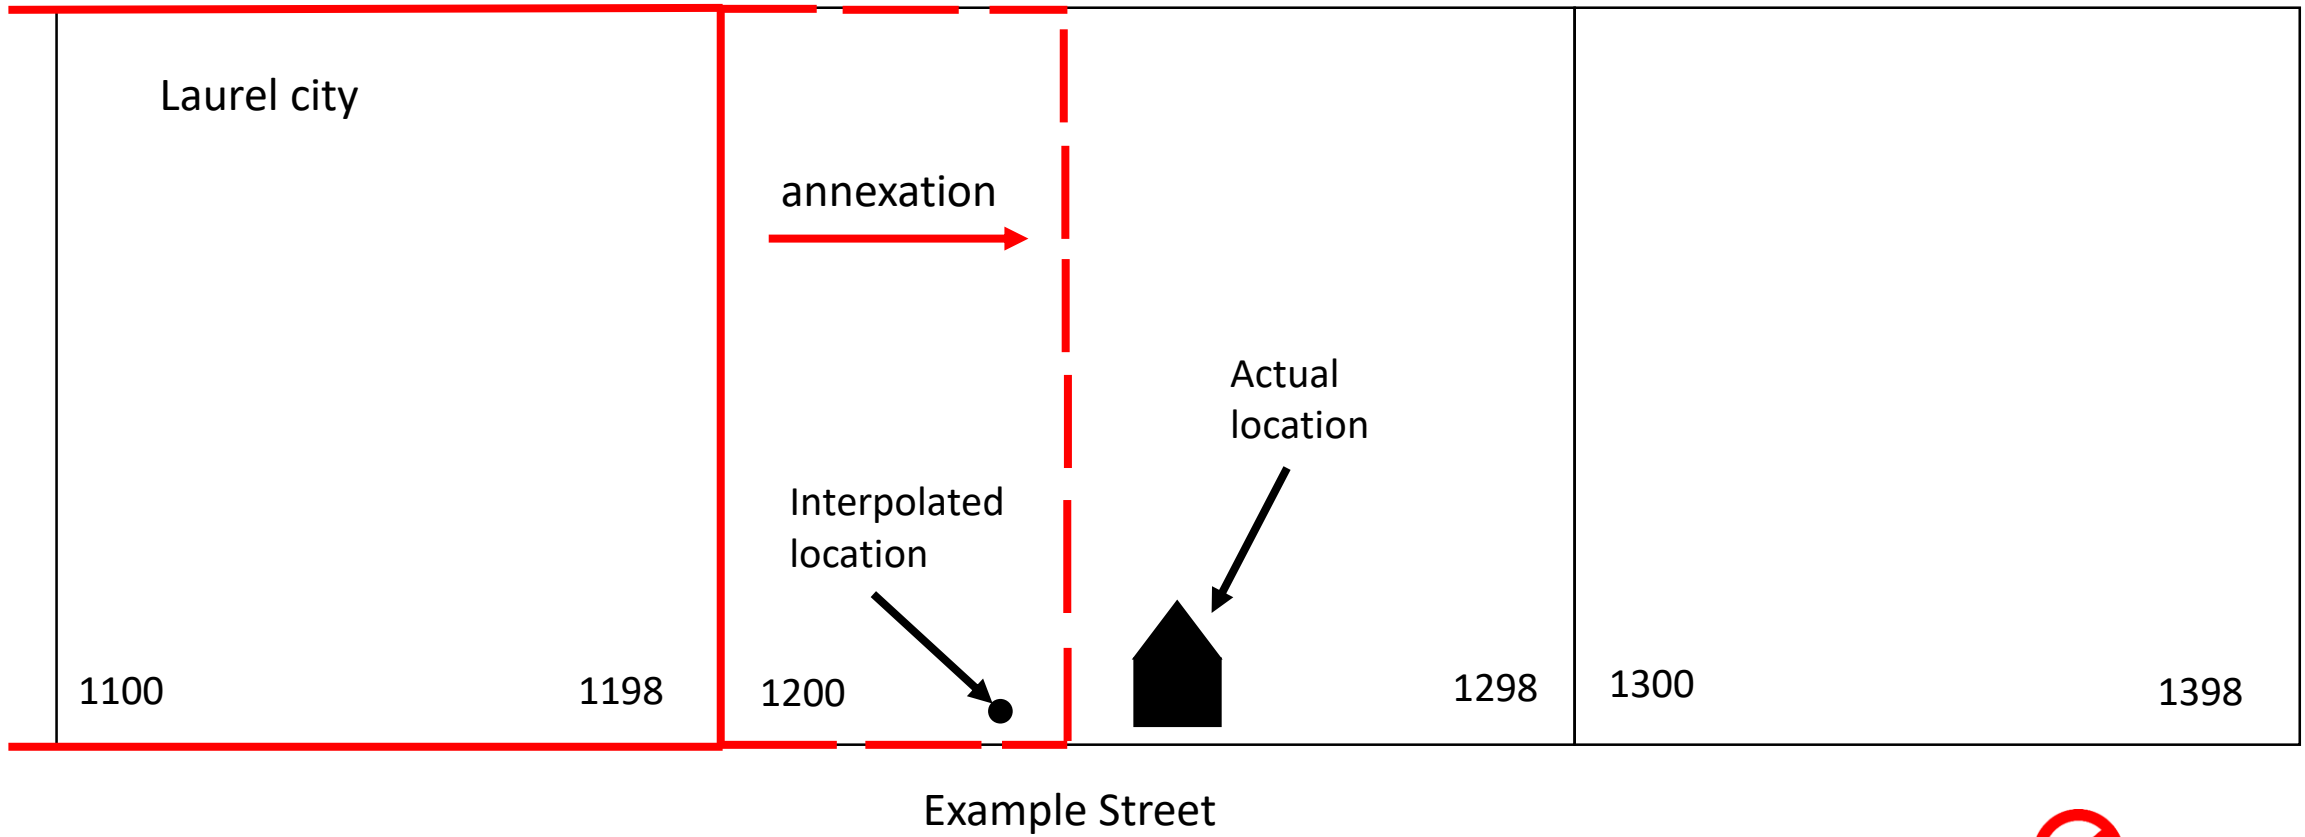 Laurel city
annexation
Actual
location
Interpolated
location
1100
1198
1200
1298
1300
1398
Example Street